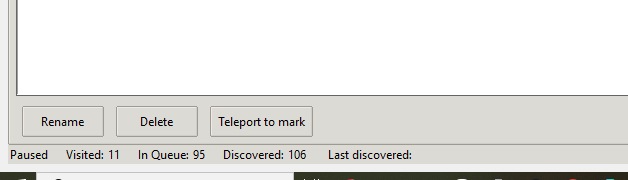 Rename Delete Teleport to mark
Paused Visited: 11 In Queue: 95 Discovered: 106 Last discovered: